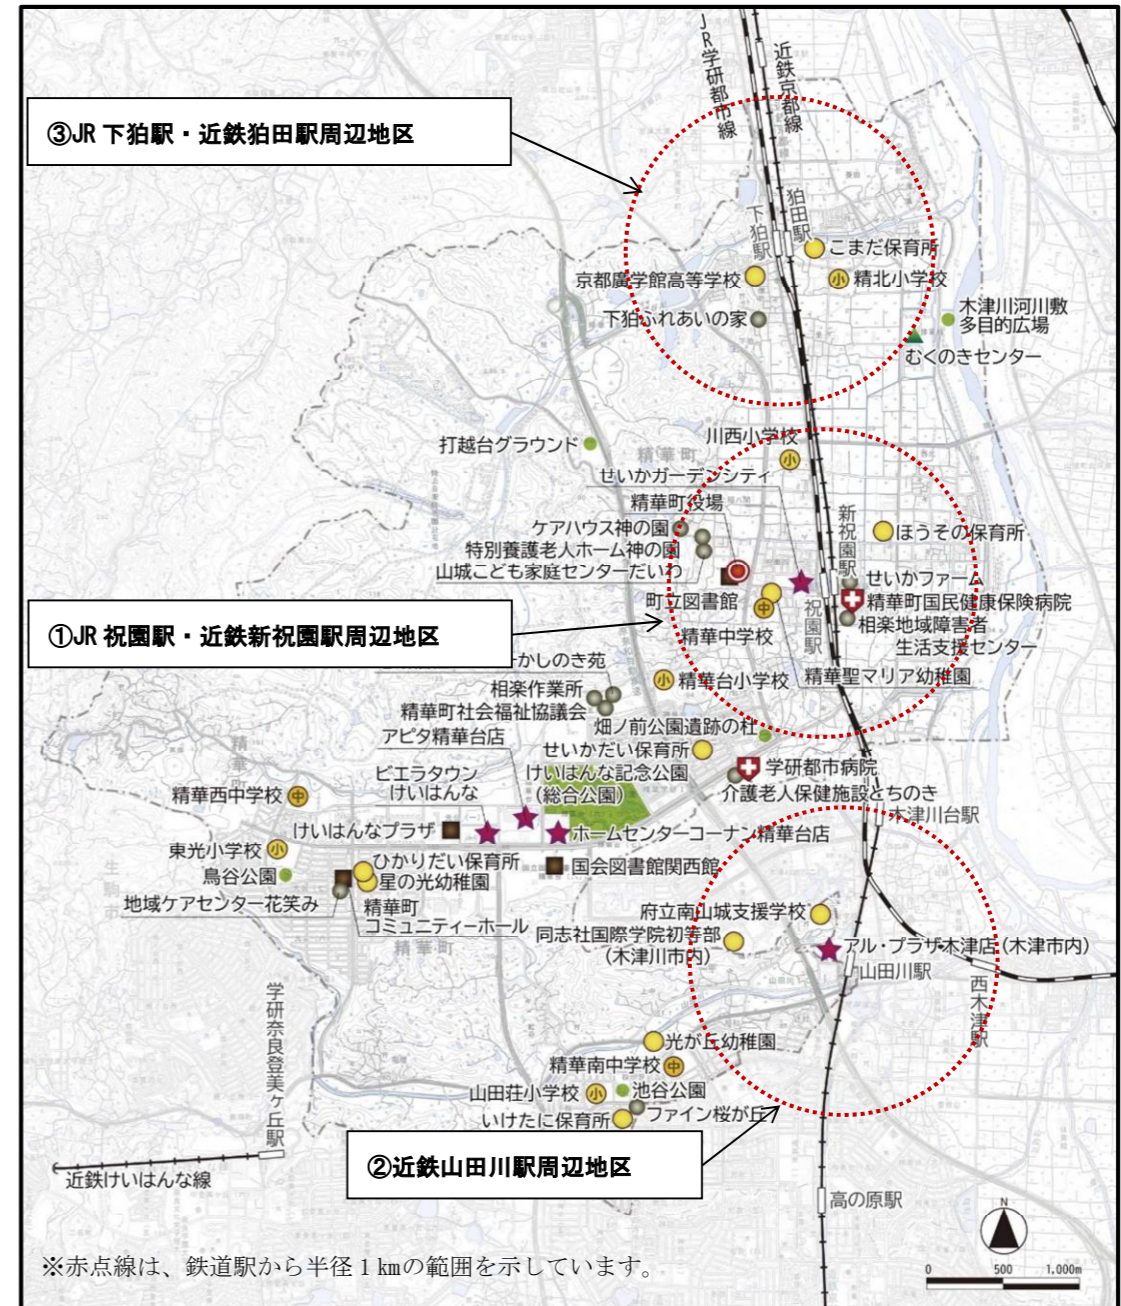 JR学研都市線
近鉄京都線
③JR 下狛駅・近鉄狛田駅周辺地区
狛田駅
下狛駅
こまだ保育所
京都廣学館高等学校
小 精北小学校
下狛ふれあいの家
木津川河川敷
多目的広場
むくのきセンター
川西小学校
小
打越台グラウンド
精華町
せいかガーデンシティ
精華町役場
新祝園駅
ケアハウス神の園
ほうその保育所
特別養護老人ホーム神の園
山城こども家庭センターだいわ
せいかファーム
町立図書館
中
祝園駅
精華町国民健康保険病院
①JR 祝園駅・近鉄新祝園駅周辺地区
精華中学校
相楽地域障害者
生活支援センター
かしのき苑
小 精華台小学校
精華聖マリア幼稚園
相楽作業所
精華町社会福祉協議会
畑ノ前公園遺跡の杜
アピタ精華台店
せいかだい保育所
精華町
ビエラタウン
けいはんな
けいはんな記念公園
(総合公園)
学研都市病院
介護老人保健施設とちのき
精華西中学校 中
木津川台駅
けいはんなプラザ
ホームセンターコーナン精華台店
東光小学校 小
ひかりだい保育所
国会図書館関西館
鳥谷公園
星の光幼稚園
生駒市
地域ケアセンター花笑み
精華町
コミュニティーホール
府立南山城支援学校
精華町
同志社国際学院初等部
(木津川市内)
アル・プラザ木津店(木津市内)
山田川駅
西木津駅
学研奈良登美ヶ丘駅
光が丘幼稚園
精華南中学校 中
山田荘小学校 小
池谷公園
いけたに保育所
ファイン桜が丘
②近鉄山田川駅周辺地区
近鉄けいはんな線
高の原駅
N
※赤点線は、鉄道駅から半径1㎞の範囲を示しています。
0 500 1,000m